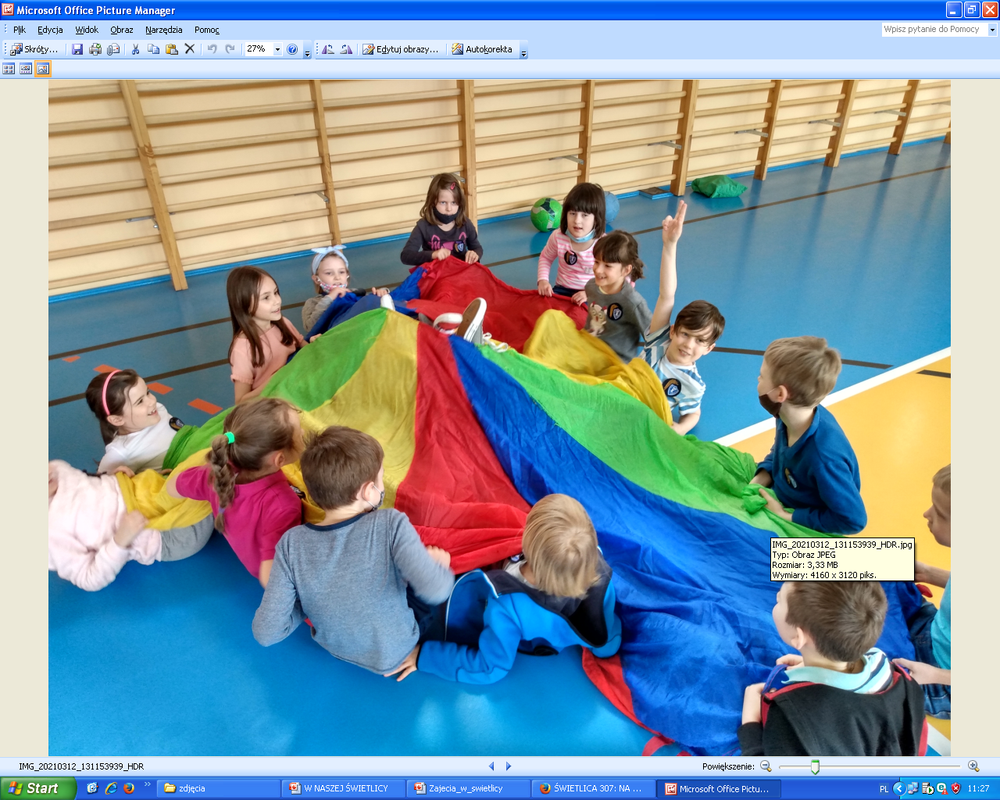 Microsoft Office Picture Manager
Plik Edycja Widok Obraz Narzędzia Pomoc
Wpisz pytanie do Pomocy
Skróty... 27% Edytuj obrazy... Autokorekta
IMG_20210312_131153939_HDR.jpg
Typ: Obraz JPEG
Rozmiar: 3,33 MB
Wymiary: 4160 x 3120 piks.
IMG_20210312_131153939_HDR Powiększenie:
Start zdjęcia W NASZEJ ŚWIETLICY Zajecia_w_swietlicy ŚWIETLICA 307: NA ... Microsoft Office Pictu... PL 11:27